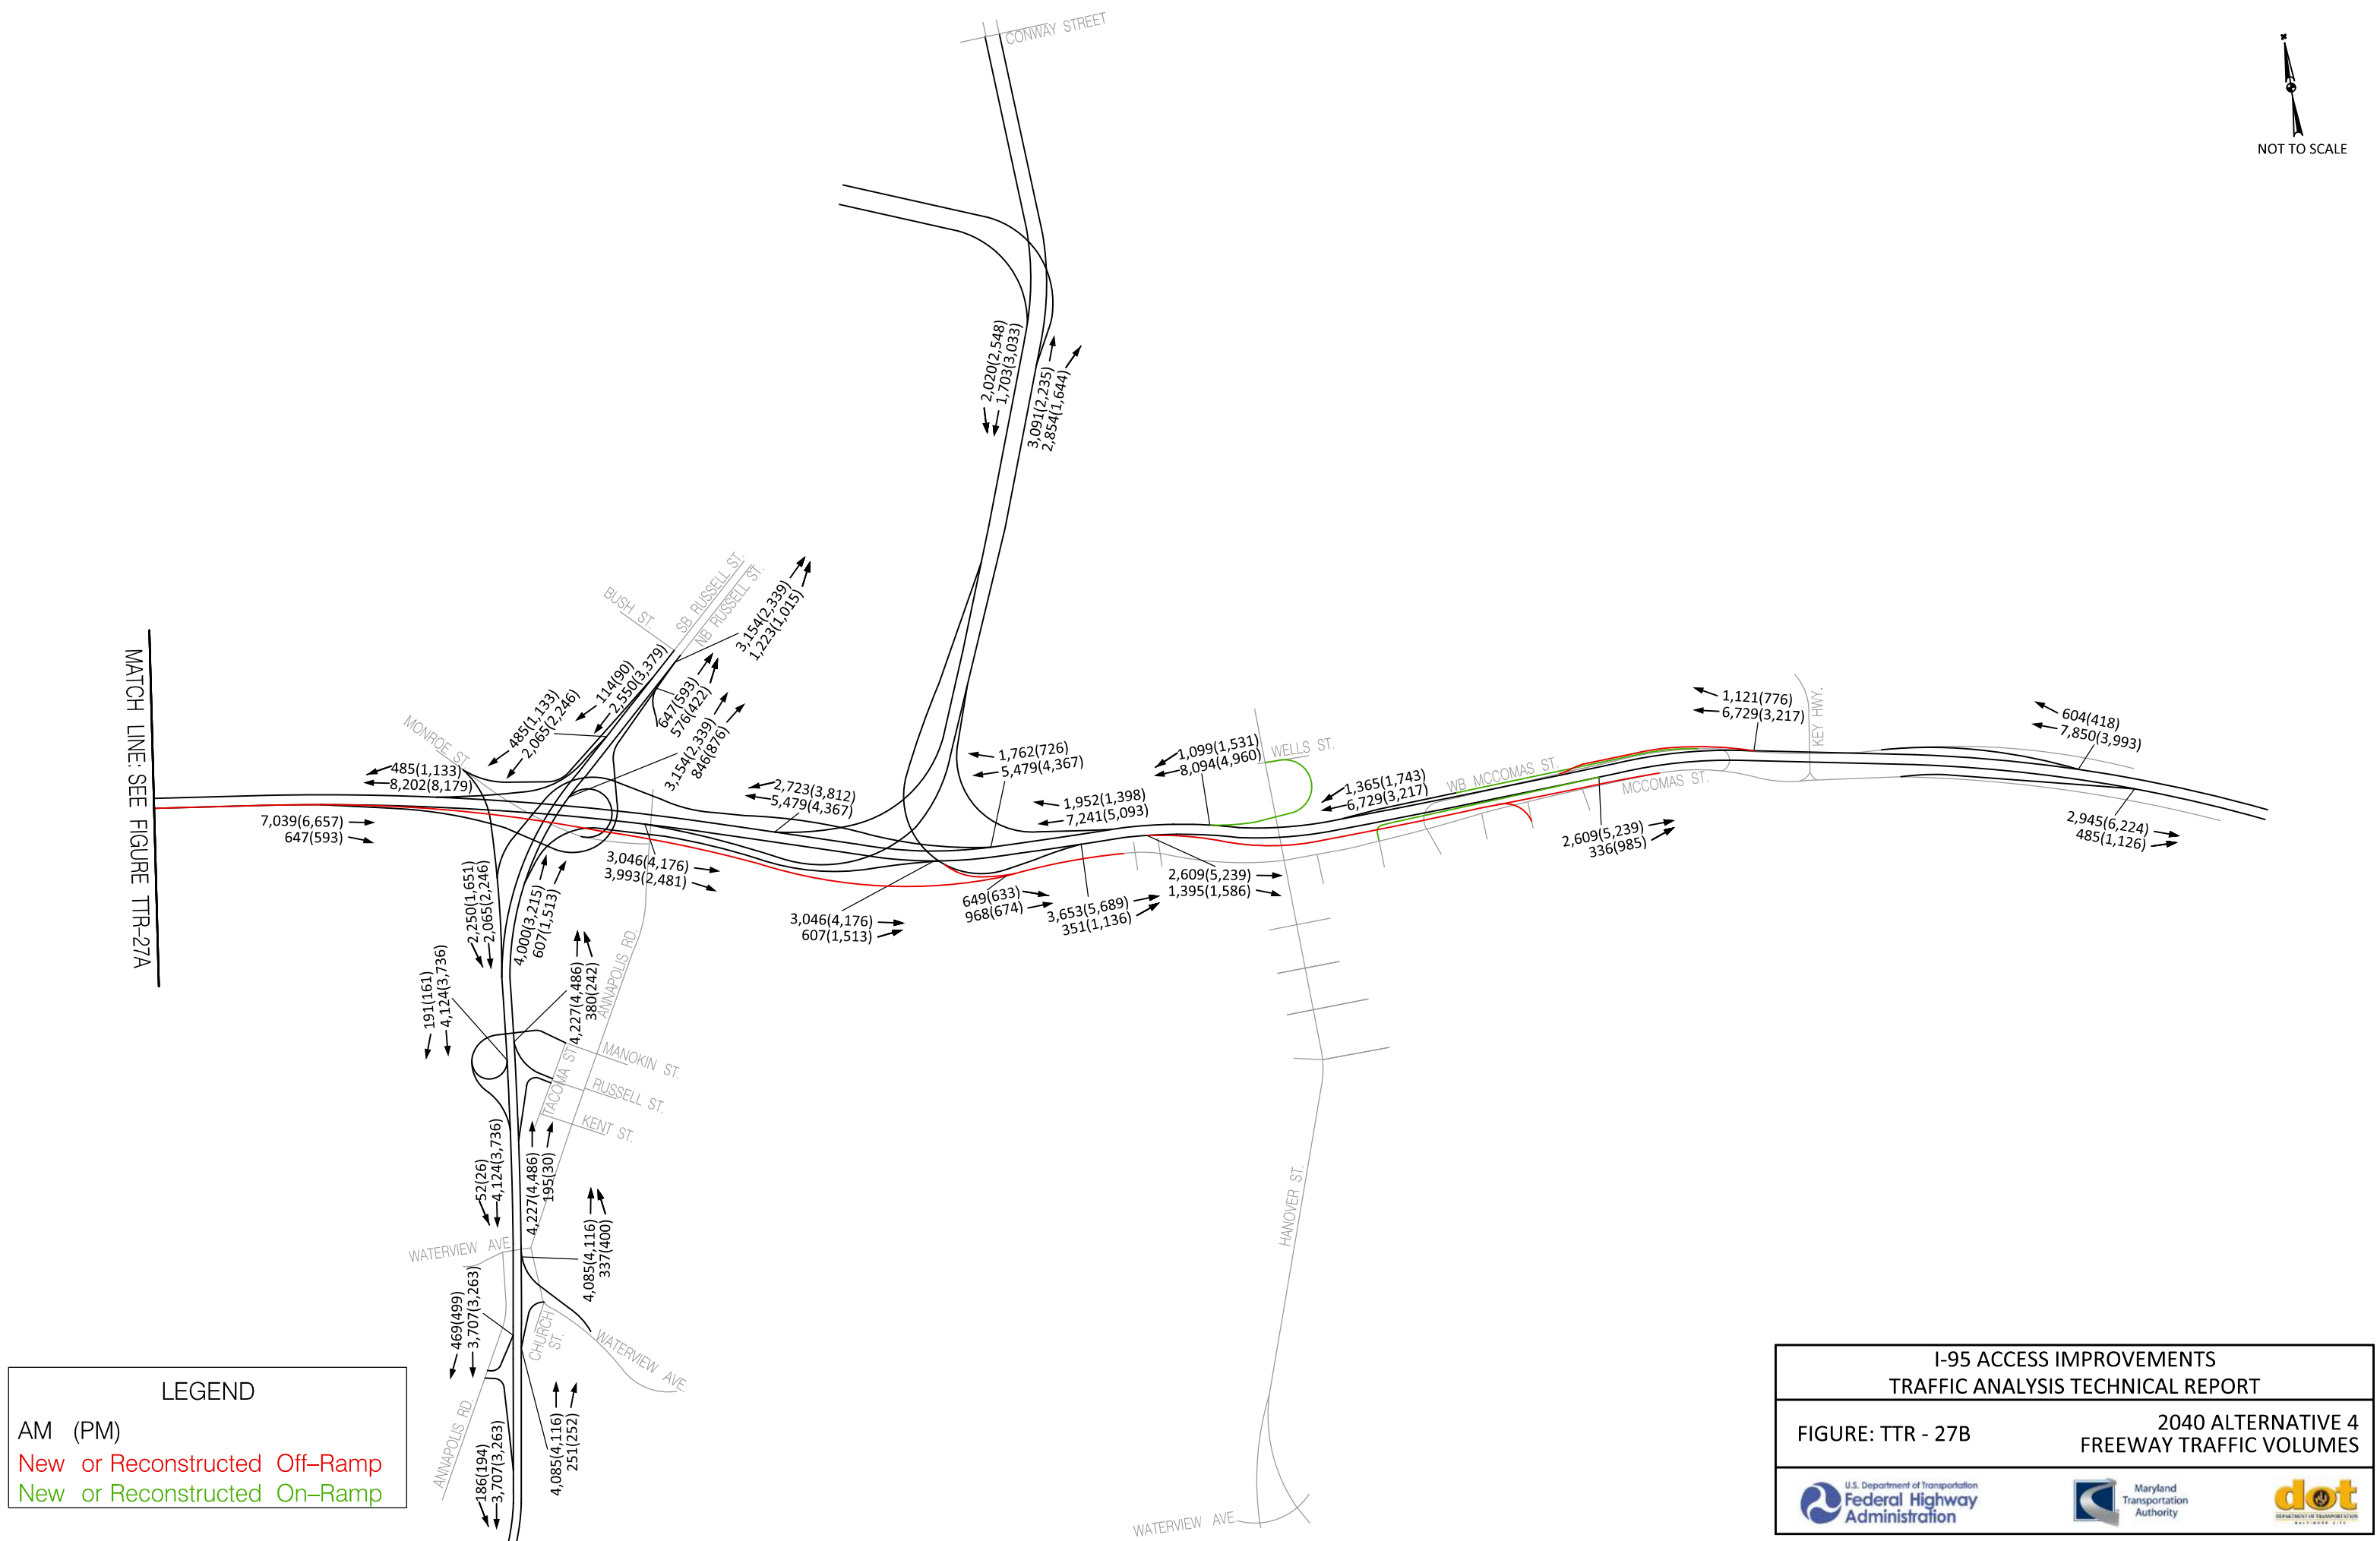 CONWAY STREET
NOT TO SCALE
2,020(2,548)
1,703(3,033)
3,091(2,235)
2,854(1,644)
MATCH LINE: SEE FIGURE TTR-27A
BUSH ST.
SB RUSSELL ST.
NB RUSSELL ST.
3,154(2,339)
1,223(1,015)
114(90)
2,550(3,379)
647(593)
576(422)
485(1,133)
2,065(2,246)
3,154(2,339)
846(876)
MONROE ST.
485(1,133)
8,202(8,179)
7,039(6,657)
647(593)
2,723(3,812)
5,479(4,367)
1,762(726)
5,479(4,367)
1,952(1,398)
7,241(5,093)
1,099(1,531)
8,094(4,960)
WELLS ST.
1,365(1,743)
6,729(3,217)
WB MCCOMAS ST.
MCCOMAS ST.
1,121(776)
6,729(3,217)
KEY HWY.
604(418)
7,850(3,993)
2,945(6,224)
485(1,126)
2,609(5,239)
336(985)
3,046(4,176)
3,993(2,481)
3,046(4,176)
607(1,513)
649(633)
968(674)
3,653(5,689)
351(1,136)
2,609(5,239)
1,395(1,586)
2,250(1,651)
2,065(2,246)
4,000(3,215)
607(1,513)
191(161)
4,124(3,736)
4,227(4,486)
380(242)
ANNAPOLIS RD.
MANOKIN ST.
TACOMA ST.
RUSSELL ST.
KENT ST.
52(26)
4,124(3,736)
4,227(4,486)
195(30)
WATERVIEW AVE.
4,085(4,116)
337(400)
469(499)
3,707(3,263)
CHURCH
ST.
WATERVIEW AVE.
ANNAPOLIS RD.
186(194)
3,707(3,263)
4,085(4,116)
251(252)
HANOVER ST.
WATERVIEW AVE.
LEGEND
AM (PM)
New or Reconstructed Off-Ramp
New or Reconstructed On-Ramp
I-95 ACCESS IMPROVEMENTS
TRAFFIC ANALYSIS TECHNICAL REPORT
FIGURE: TTR - 27B
2040 ALTERNATIVE 4
FREEWAY TRAFFIC VOLUMES
U.S. Department of Transportation
Federal Highway
Administration
Maryland
Transportation
Authority
dot
DEPARTMENT OF TRANSPORTATION
BALTIMORE CITY